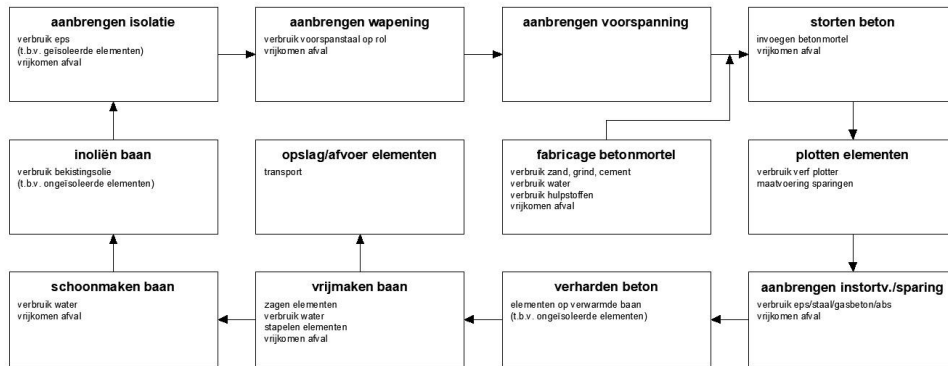 aanbrengen isolatie
verbruik eps
(t.b.v. geïsoleerde elementen)
vrijkomen afval
aanbrengen wapening
verbruik voorspanstaal op rol
vrijkomen afval
aanbrengen voorspanning
storten beton
invoegen betonmortel
vrijkomen afval
inoliën baan
verbruik bekistingsolie
(t.b.v. ongeïsoleerde elementen)
opslag/afvoer elementen
transport
fabricage betonmortel
verbruik zand, grind, cement
verbruik water
verbruik hulpstoffen
vrijkomen afval
plotten elementen
verbruik verf plotter
maatvoering sparingen
schoonmaken baan
verbruik water
vrijkomen afval
vrijmaken baan
zagen elementen
verbruik water
stapelen elementen
vrijkomen afval
verharden beton
elementen op verwarmde baan
(t.b.v. ongeïsoleerde elementen)
aanbrengen instortv./sparing
verbruik eps/staal/gasbeton/abs
vrijkomen afval